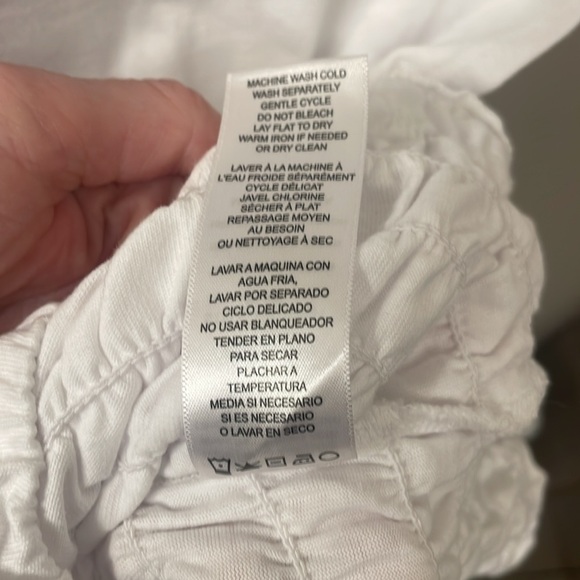 MACHINE WASH COLD
WASH SEPARATELY
GENTLE CYCLE
DO NOT BLEACH
LAY FLAT TO DRY
WARM IRON IF NEEDED
OR DRY CLEAN
LAVER À LA MACHINE À
L'EAU FROIDE SÉPARÉMENT
CYCLE DÉLICAT
JAVEL CHLORINE
SÉCHER À PLAT
REPASSAGE MOYEN
AU BESOIN
OU NETTOYAGE À SEC
LAVAR A MAQUINA CON
AGUA FRIA,
LAVAR POR SEPARADO
CICLO DELICADO
NO USAR BLANQUEADOR
TENDER EN PLANO
PARA SECAR
PLACHAR A
TEMPERATURA
MEDIA SI NECESARIO
SI ES NECESARIO
O LAVAR EN SECO